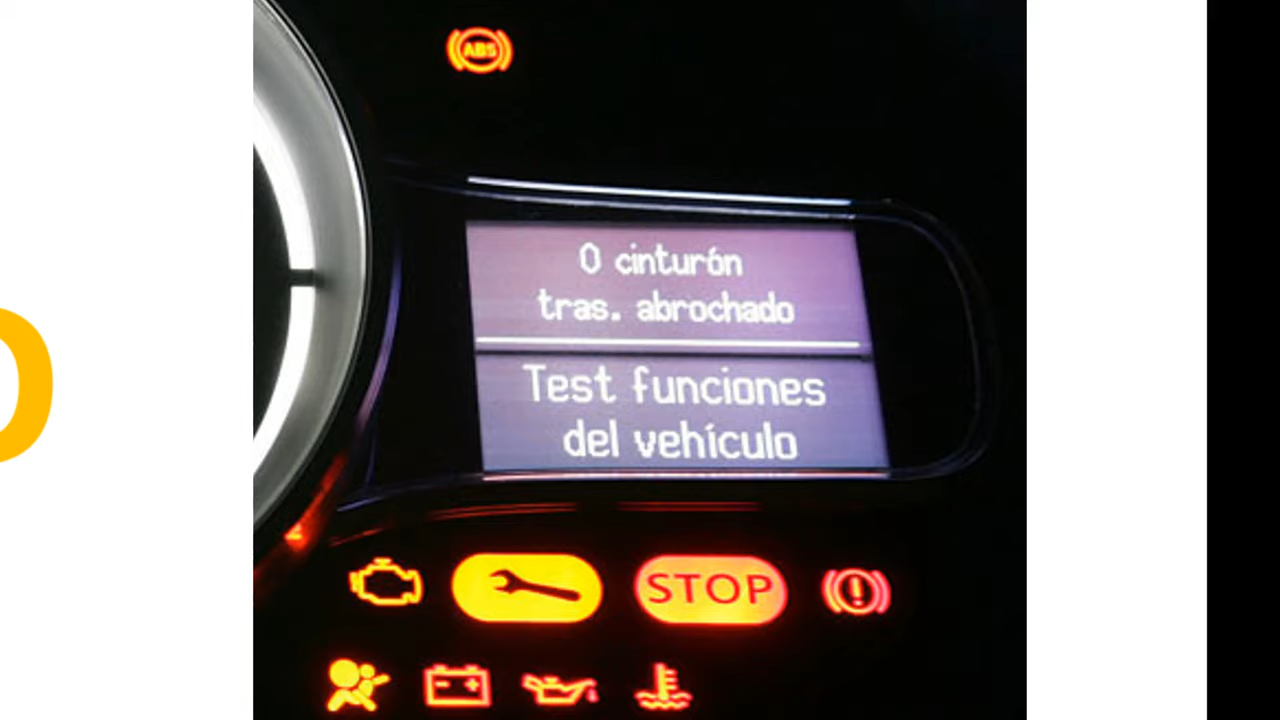 ABS
0 cinturón
tras. abrochado
Test funciones
del vehículo
STOP